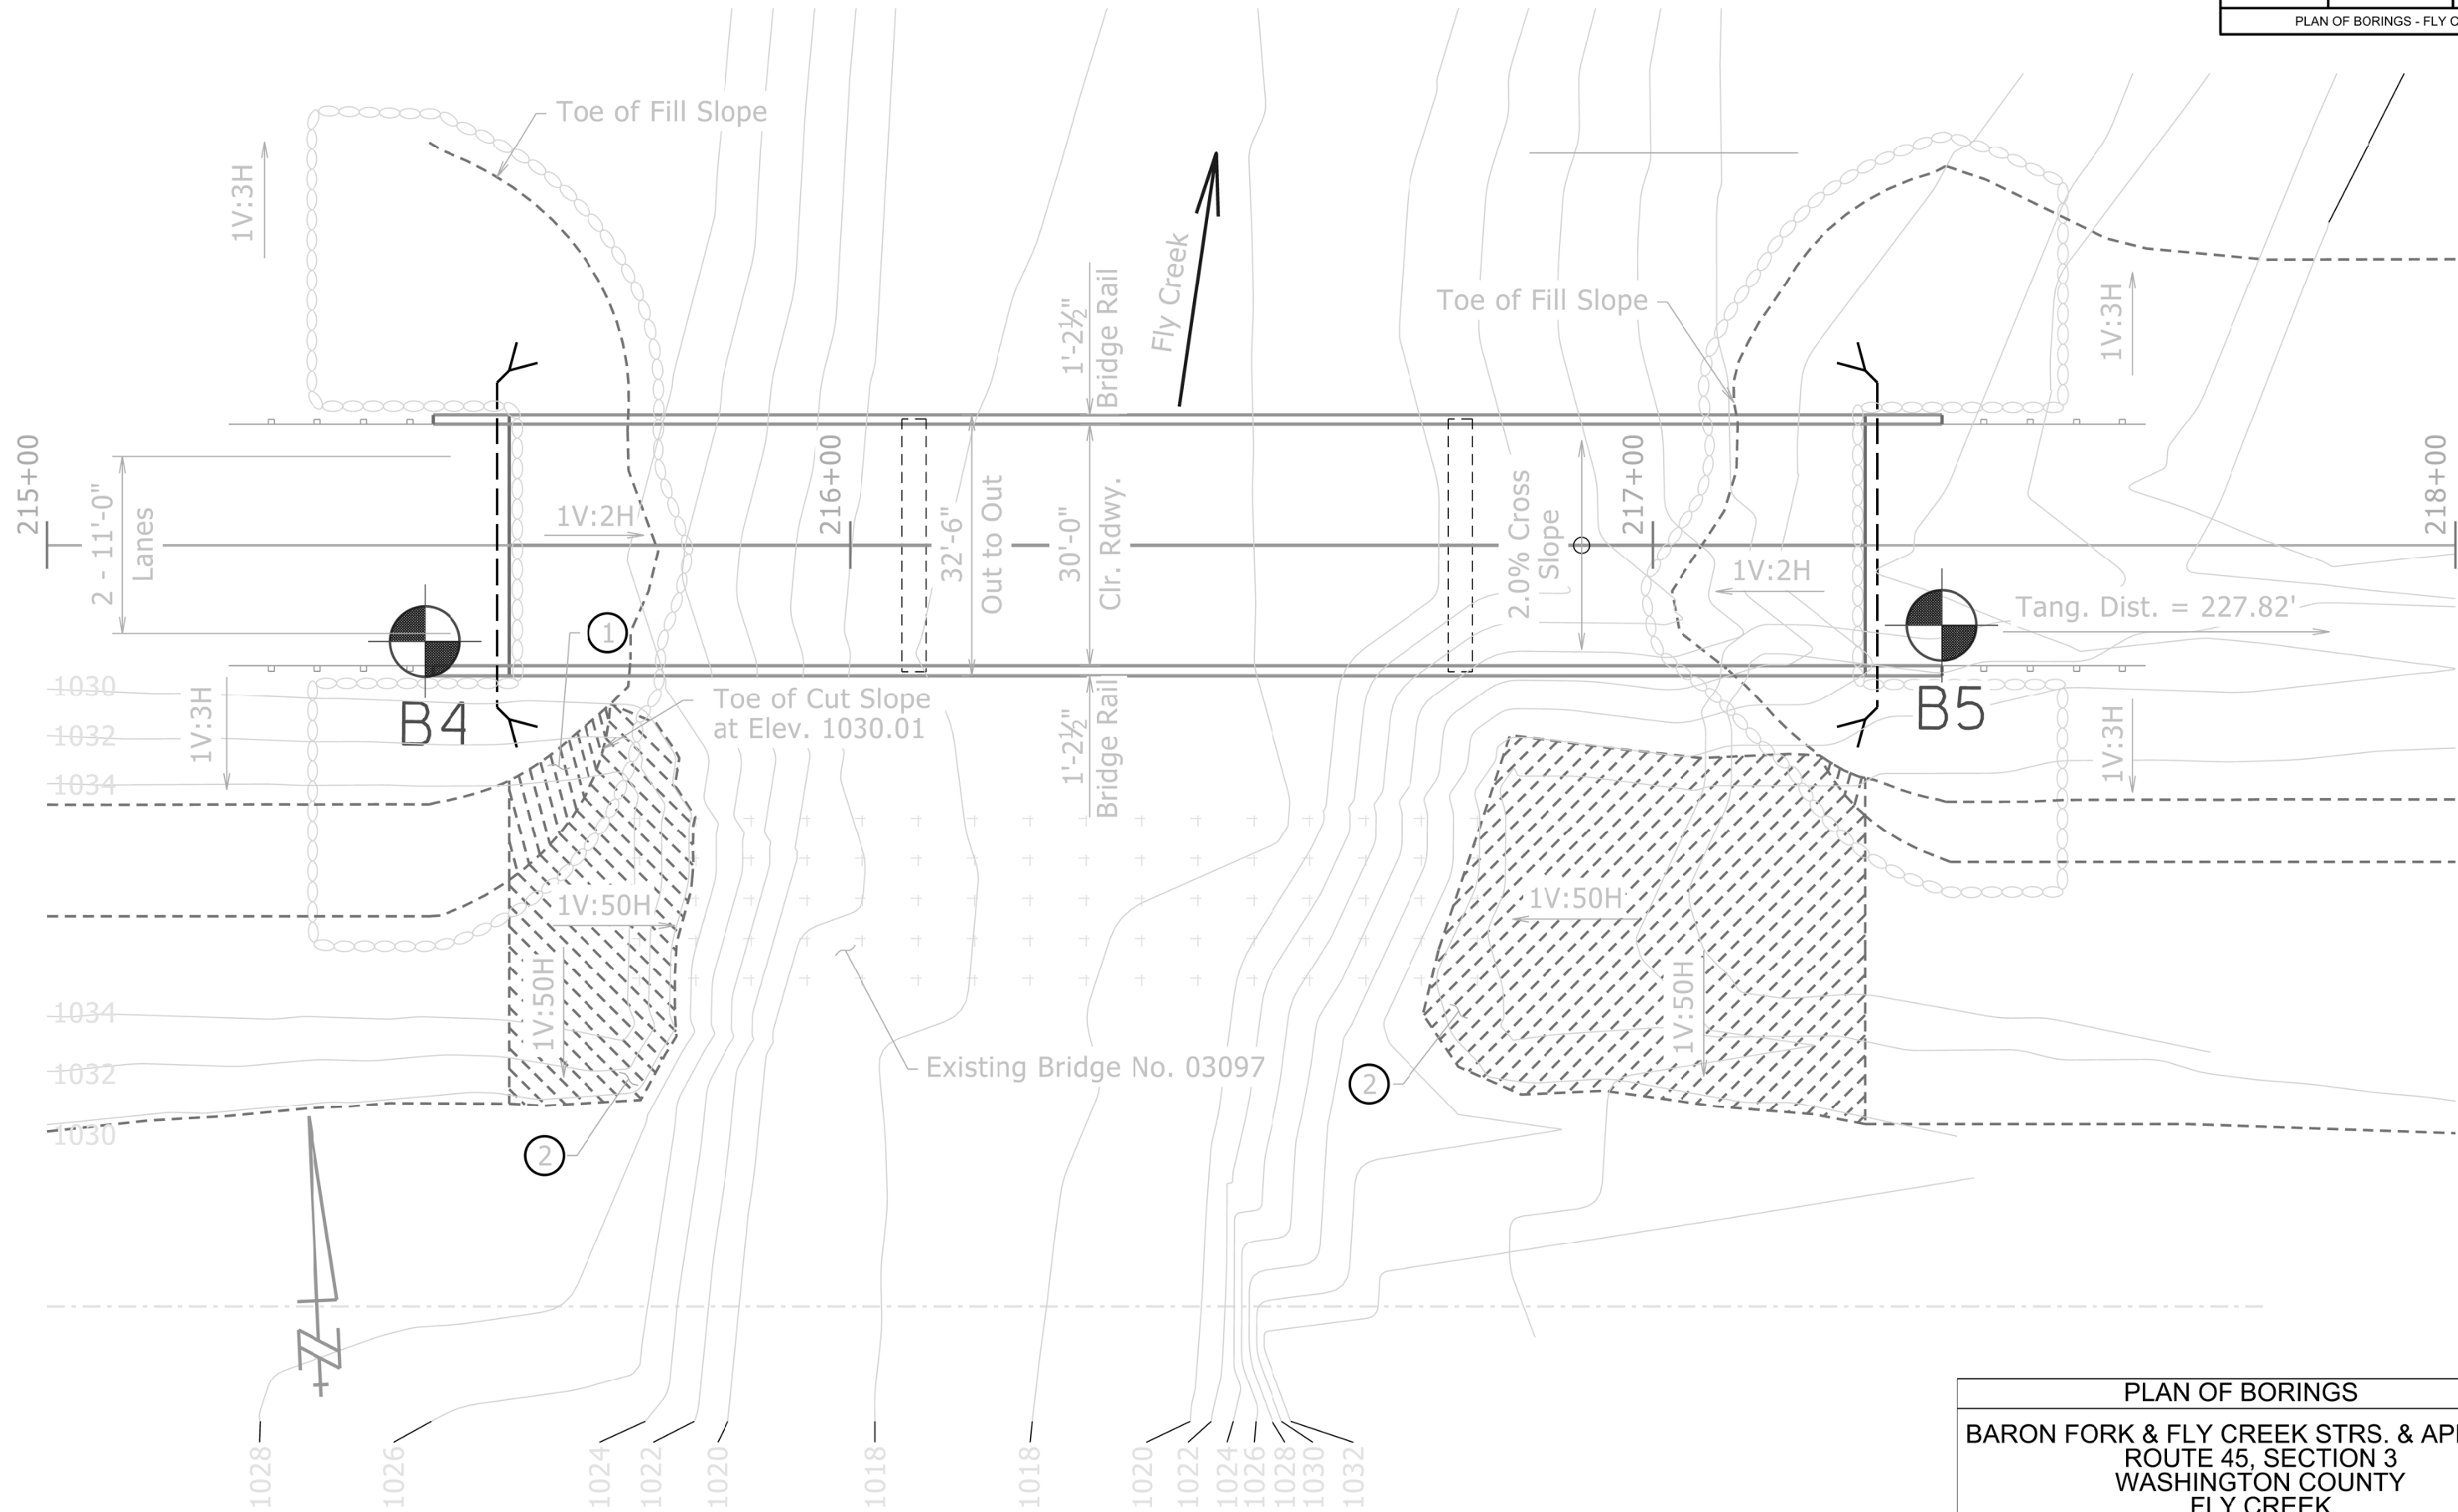 PLAN OF BORINGS - FLY C
Toe of Fill Slope
1V:3H
Fly Creek
1'-2½"
Bridge Rail
Toe of Fill Slope
1V:3H
215+00
2 - 11'-0"
Lanes
1V:2H
216+00
32'-6"
Out to Out
30'-0"
Clr. Rdwy.
2.0% Cross
Slope
217+00
1V:2H
218+00
Tang. Dist. = 227.82'
1
B4
B5
1030
1032
1034
1V:3H
Toe of Cut Slope
at Elev. 1030.01
1'-2½"
Bridge Rail
1V:3H
1V:50H
1V:50H
1V:50H
1V:50H
1034
1032
1030
Existing Bridge No. 03097
2
2
N
1028
1026
1024
1022
1020
1018
1018
1020
1022
1024
1026
1028
1030
1032
PLAN OF BORINGS
BARON FORK & FLY CREEK STRS. &
ROUTE 45, SECTION 3
WASHINGTON COUNTY
FLY CREEK